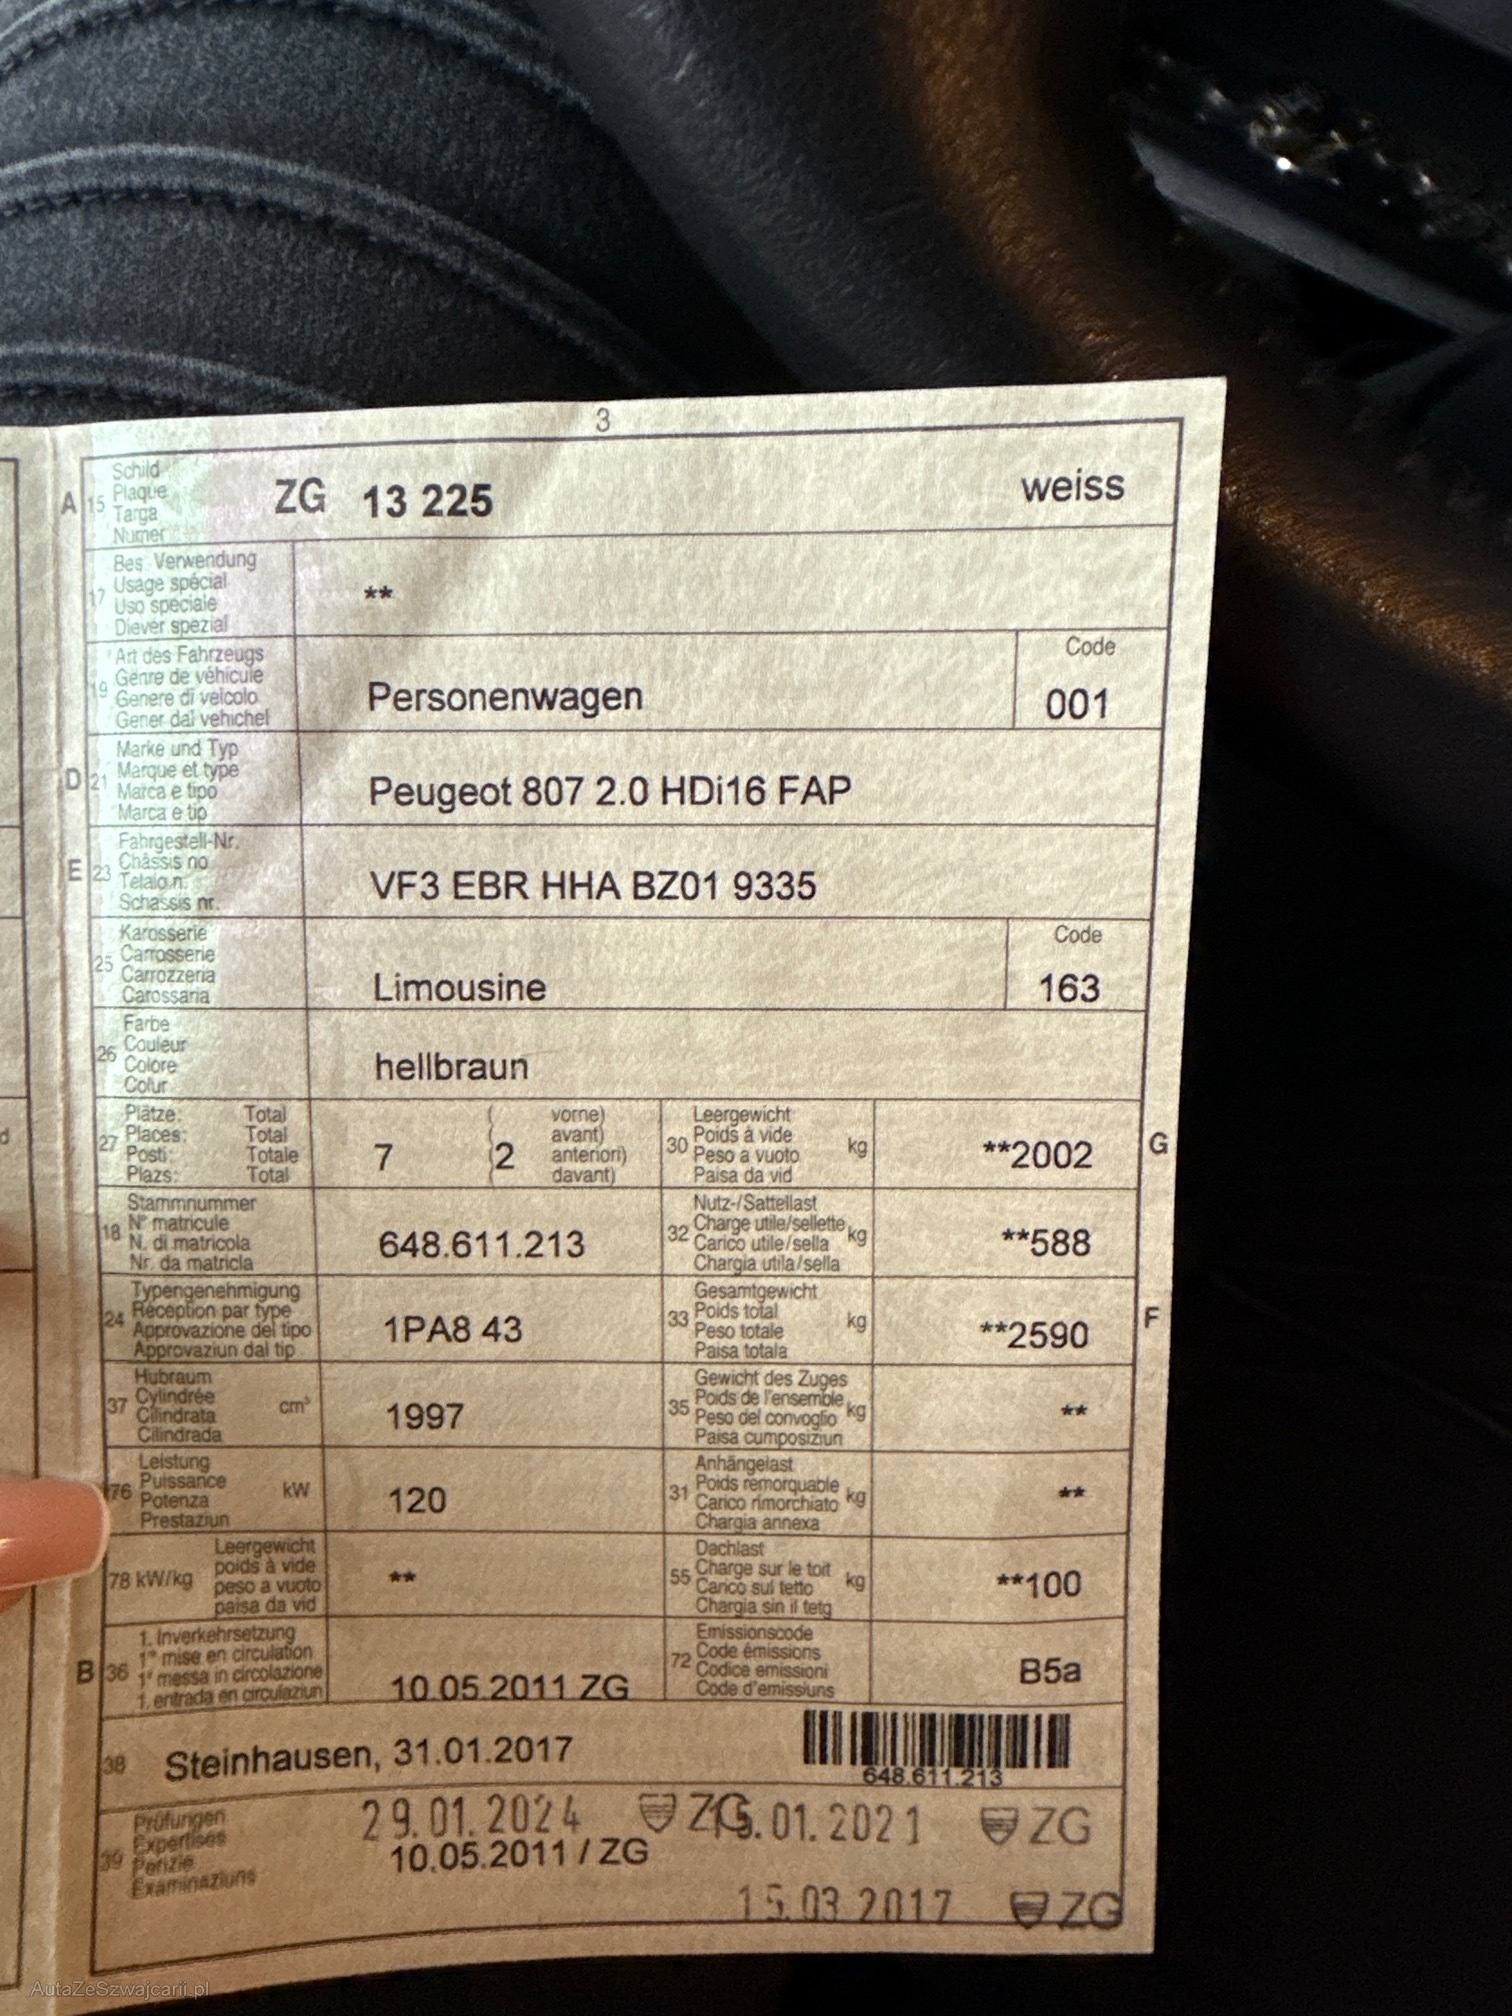 3
A 15 Schild
Plaque
Targa
Numer
ZG 13 225 weiss
17 Bes. Verwendung
Usage spécial
Uso speciale
Diever spezial
**
19 Art des Fahrzeugs
Genre de véhicule
Genere di veicolo
Gener dal vehichel
Personenwagen
Code
001
D 21 Marke und Typ
Marque et type
Marca e tipo
Marca e tip
Peugeot 807 2.0 HDi16 FAP
E 23 Fahrgestell-Nr.
Châssis no
Telaio n.
Schassis nr.
VF3 EBR HHA BZ01 9335
25 Karosserie
Carrosserie
Carrozzeria
Carossaria
Limousine
Code
163
26 Farbe
Couleur
Colore
Colur
hellbraun
27 Plätze: Total
Places: Total
Posti: Totale
Plazs: Total
7 (2 vorne)
avant)
anteriori)
davant)
30 Leergewicht
Poids à vide kg
Peso a vuoto
Paisa da vid
**2002 G
18 Stammnummer
N° matricule
N. di matricola
Nr. da matricla
648.611.213
32 Nutz-/Sattellast
Charge utile/sellette kg
Carico utile/sella
Chargia utila/sella
**588
24 Typengenehmigung
Réception par type
Approvazione del tipo
Approvaziun dal tip
1PA8 43
33 Gesamtgewicht
Poids total kg
Peso totale
Paisa totala
**2590 F
37 Hubraum
Cylindrée cm³
Cilindrata
Cilindrada
1997
35 Gewicht des Zuges
Poids de l'ensemble kg
Peso del convoglio
Paisa cumposiziun
**
76 Leistung
Puissance kW
Potenza
Prestaziun
120
31 Anhängelast
Poids remorquable kg
Carico rimorchiato
Chargia annexa
**
78 kW/kg Leergewicht
poids à vide
peso a vuoto
paisa da vid
**
55 Dachlast
Charge sur le toit kg
Carico sul tetto
Chargia sin il tetg
**100
B 36 1. Inverkehrsetzung
1ª mise en circulation
1ª messa in circolazione
1. entrada en circulaziun
10.05.2011 ZG
72 Emissionscode
Code émissions
Codice emissioni
Code d'emissiuns
B5a
38 Steinhausen, 31.01.2017
648.611.213
39 Prüfungen
Expertises
Perizie
Examinaziuns
29.01.2024 ZG 15.01.2021 ZG
10.05.2011 / ZG
15.03.2017 ZG
d
AutaZeSzwajcarii.pl